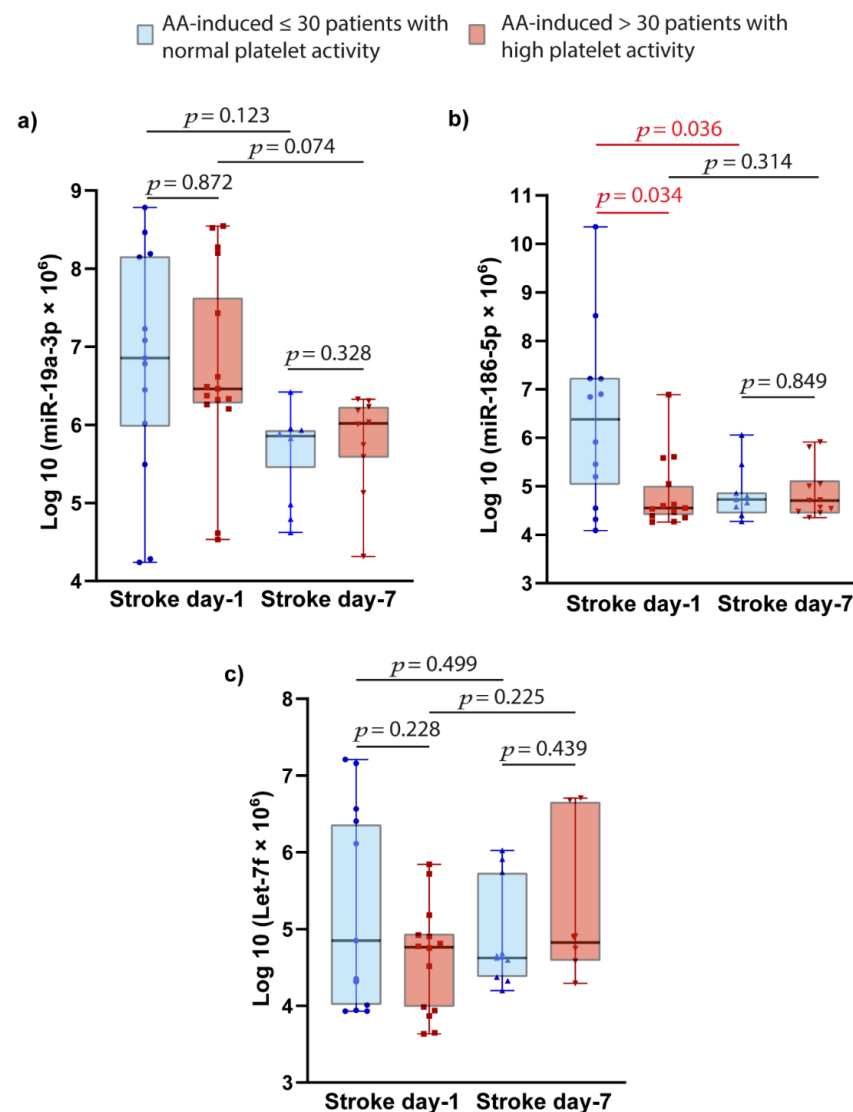 AA-induced ≤ 30 patients with
normal platelet activity
AA-induced > 30 patients with
high platelet activity
a)
p = 0.123
p = 0.074
p = 0.872
p = 0.328
Log 10 (miR-19a-3p × 10⁶)
9
8
7
6
5
4
Stroke day-1
Stroke day-7
b)
p = 0.036
p = 0.314
p = 0.034
p = 0.849
Log 10 (miR-186-5p × 10⁶)
11
10
9
8
7
6
5
4
3
Stroke day-1
Stroke day-7
c)
p = 0.499
p = 0.225
p = 0.228
p = 0.439
Log 10 (Let-7f × 10⁶)
8
7
6
5
4
3
Stroke day-1
Stroke day-7